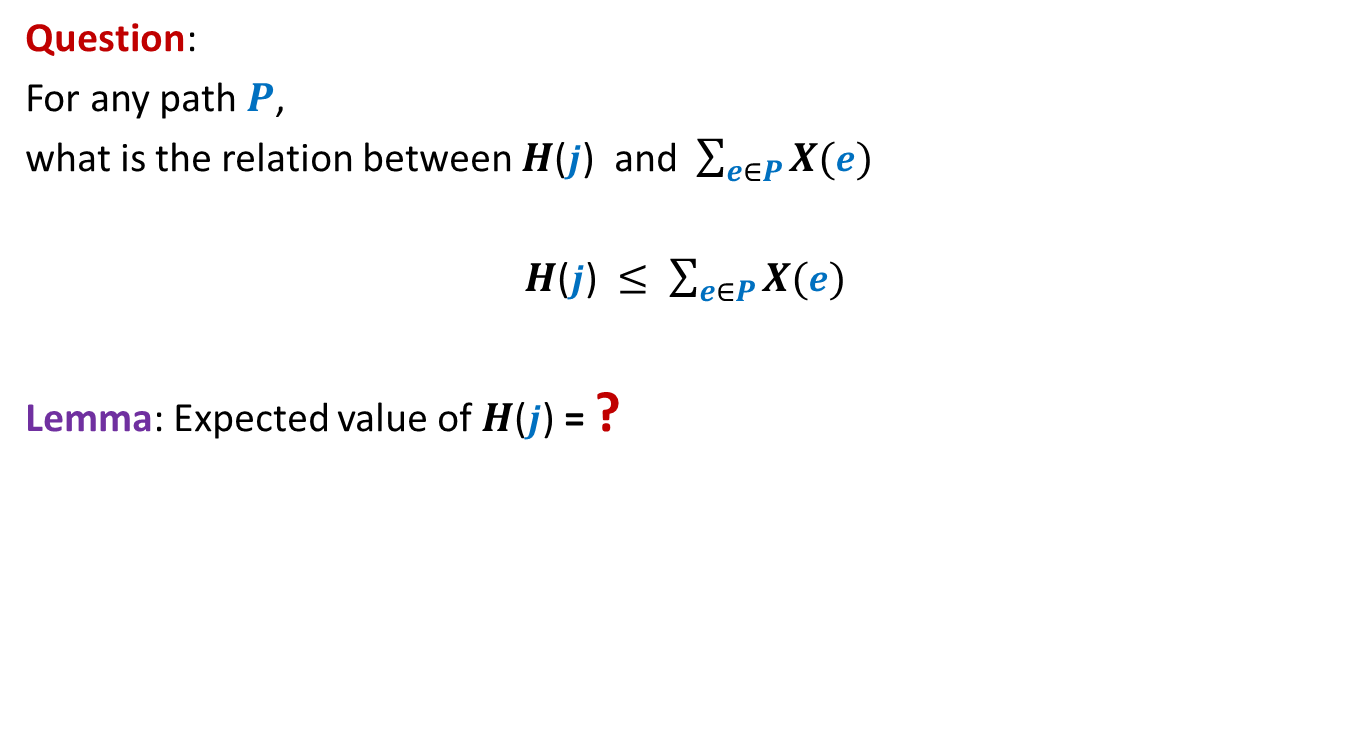 Question:
For any path P,
what is the relation between H(j) and ∑e∈P X(e)
H(j) ≤ ∑e∈P X(e)
Lemma: Expected value of H(j) = ?